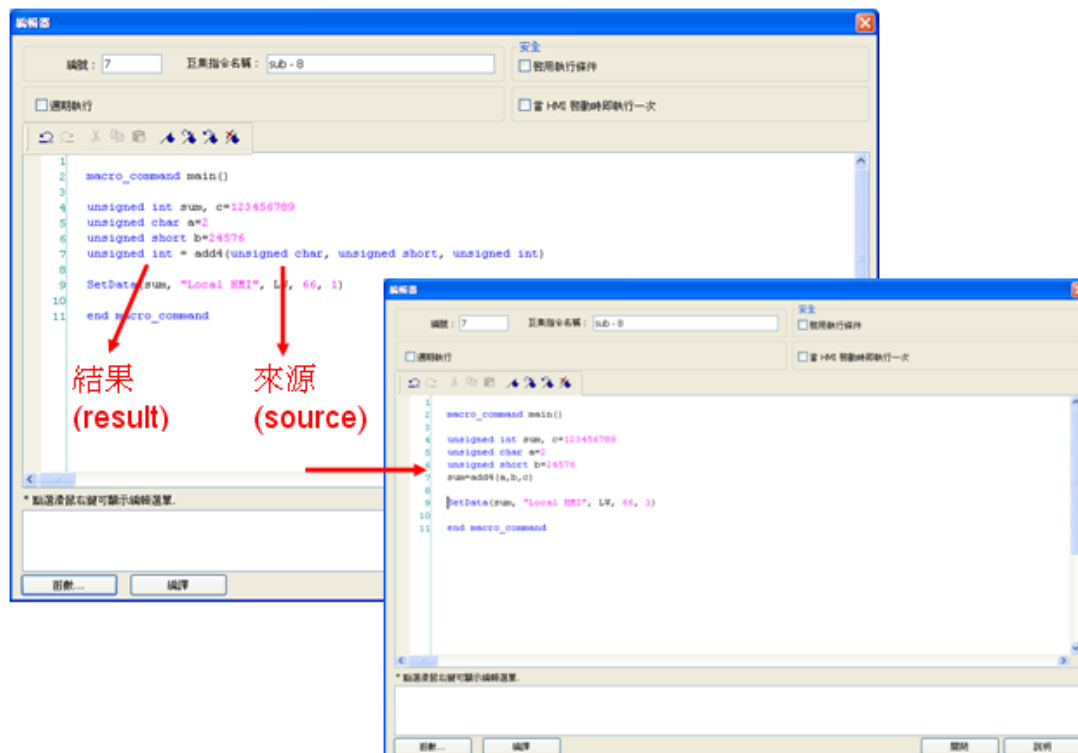 編輯器
編號： 7 巨集指令名稱： sub - 8
安全
啓用執行條件
週期執行
當 HMI 啓動時即執行一次
1
2 macro_command main()
3
4 unsigned int sum, c=123456789
5 unsigned char a=2
6 unsigned short b=24576
7 unsigned int = add4(unsigned char, unsigned short, unsigned int)
8
9 SetData(sum, "Local HMI", LW, 66, 1)
10
11 end macro_command
結果
(result)
來源
(source)
* 點選滑鼠右鍵可顯示編輯選單.
函數... 編譯
編輯器
編號： 7 巨集指令名稱： sub - 8
安全
啓用執行條件
週期執行
當 HMI 啓動時即執行一次
1
2 macro_command main()
3
4 unsigned int sum, c=123456789
5 unsigned char a=2
6 unsigned short b=24576
7 sum=add4(a,b,c)
8
9 SetData(sum, "Local HMI", LW, 66, 1)
10
11 end macro_command
* 點選滑鼠右鍵可顯示編輯選單.
函數... 編譯 關閉 說明